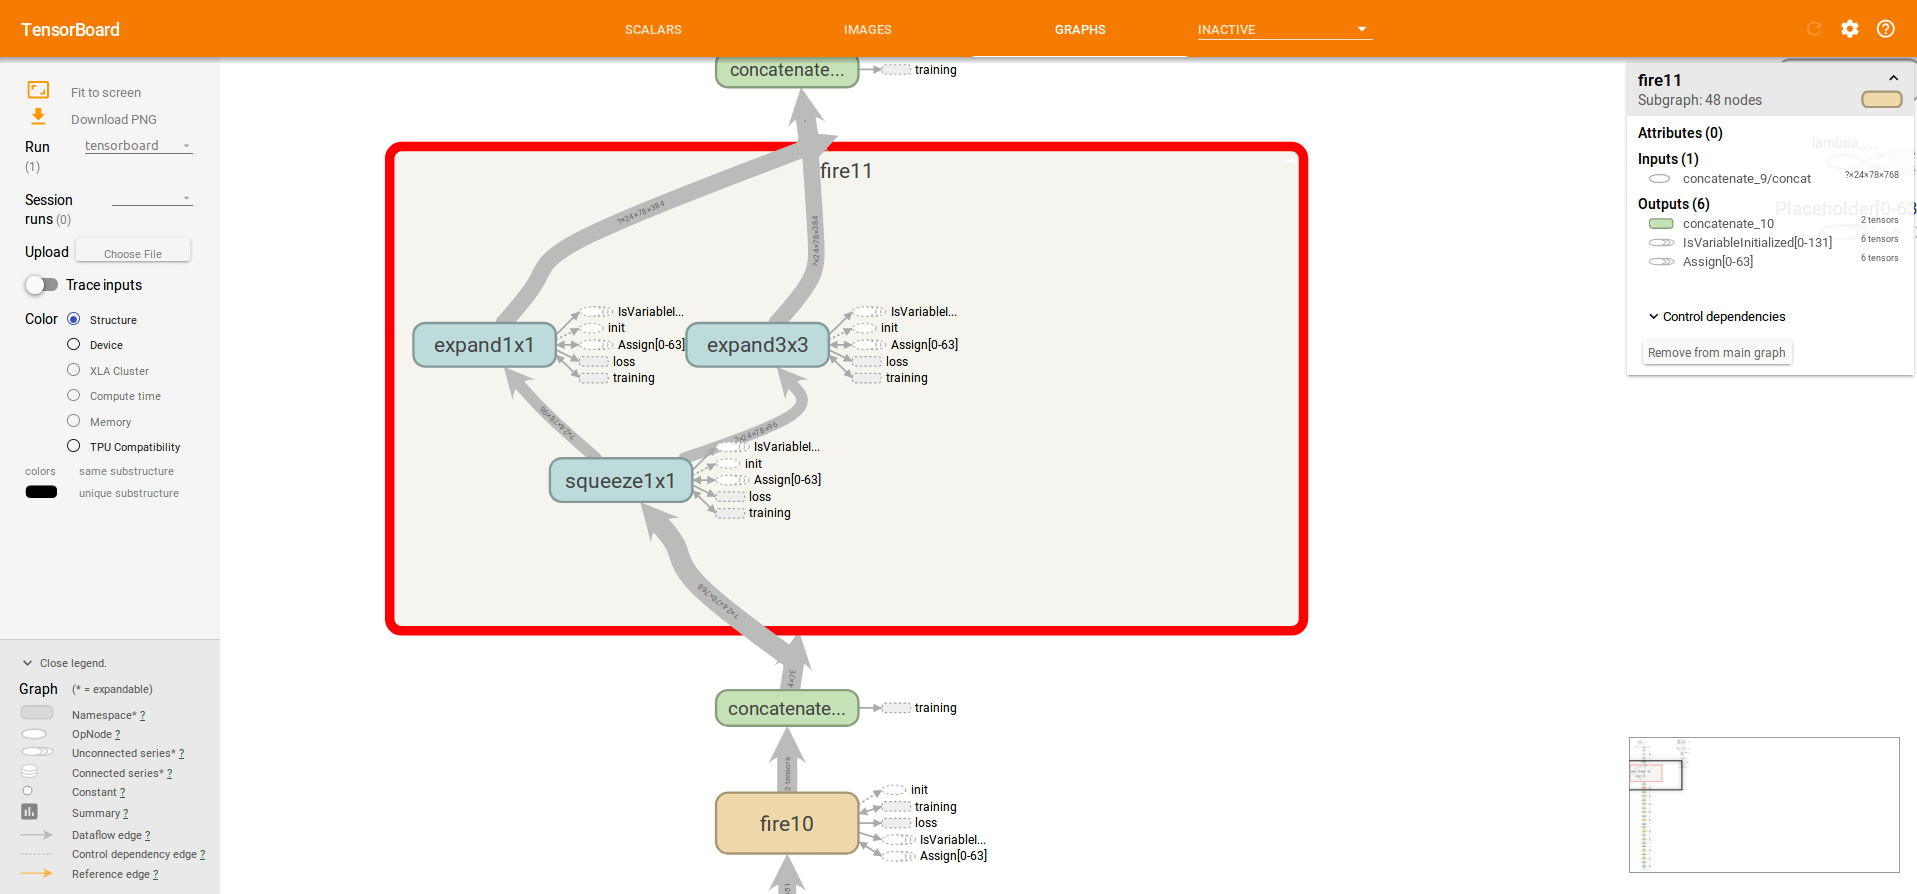 TensorBoard
SCALARS
IMAGES
GRAPHS
INACTIVE
Fit to screen
Download PNG
Run
(1)
tensorboard
Session
runs (0)
Upload
Choose File
Trace inputs
Color
Structure
Device
XLA Cluster
Compute time
Memory
TPU Compatibility
colors
same substructure
unique substructure
Close legend.
Graph
(* = expandable)
Namespace* ?
OpNode ?
Unconnected series* ?
Connected series* ?
Constant ?
Summary ?
Dataflow edge ?
Control dependency edge ?
Reference edge ?
concatenate...
training
fire11
?×24×78×384
?×24×78×384
expand1x1
IsVariableI...
init
Assign[0-63]
loss
training
expand3x3
IsVariableI...
init
Assign[0-63]
loss
training
?×24×78×96
?×24×78×96
squeeze1x1
IsVariableI...
init
Assign[0-63]
loss
training
?×24×78×768
concatenate...
training
2 tensors
fire10
init
training
loss
IsVariableI...
Assign[0-63]
fire11
Subgraph: 48 nodes
Attributes (0)
Inputs (1)
concatenate_9/concat
?×24×78×768
Outputs (6)
concatenate_10
2 tensors
IsVariableInitialized[0-131]
6 tensors
Assign[0-63]
6 tensors
Control dependencies
Remove from main graph
lambda_...
Placeholder[0-63